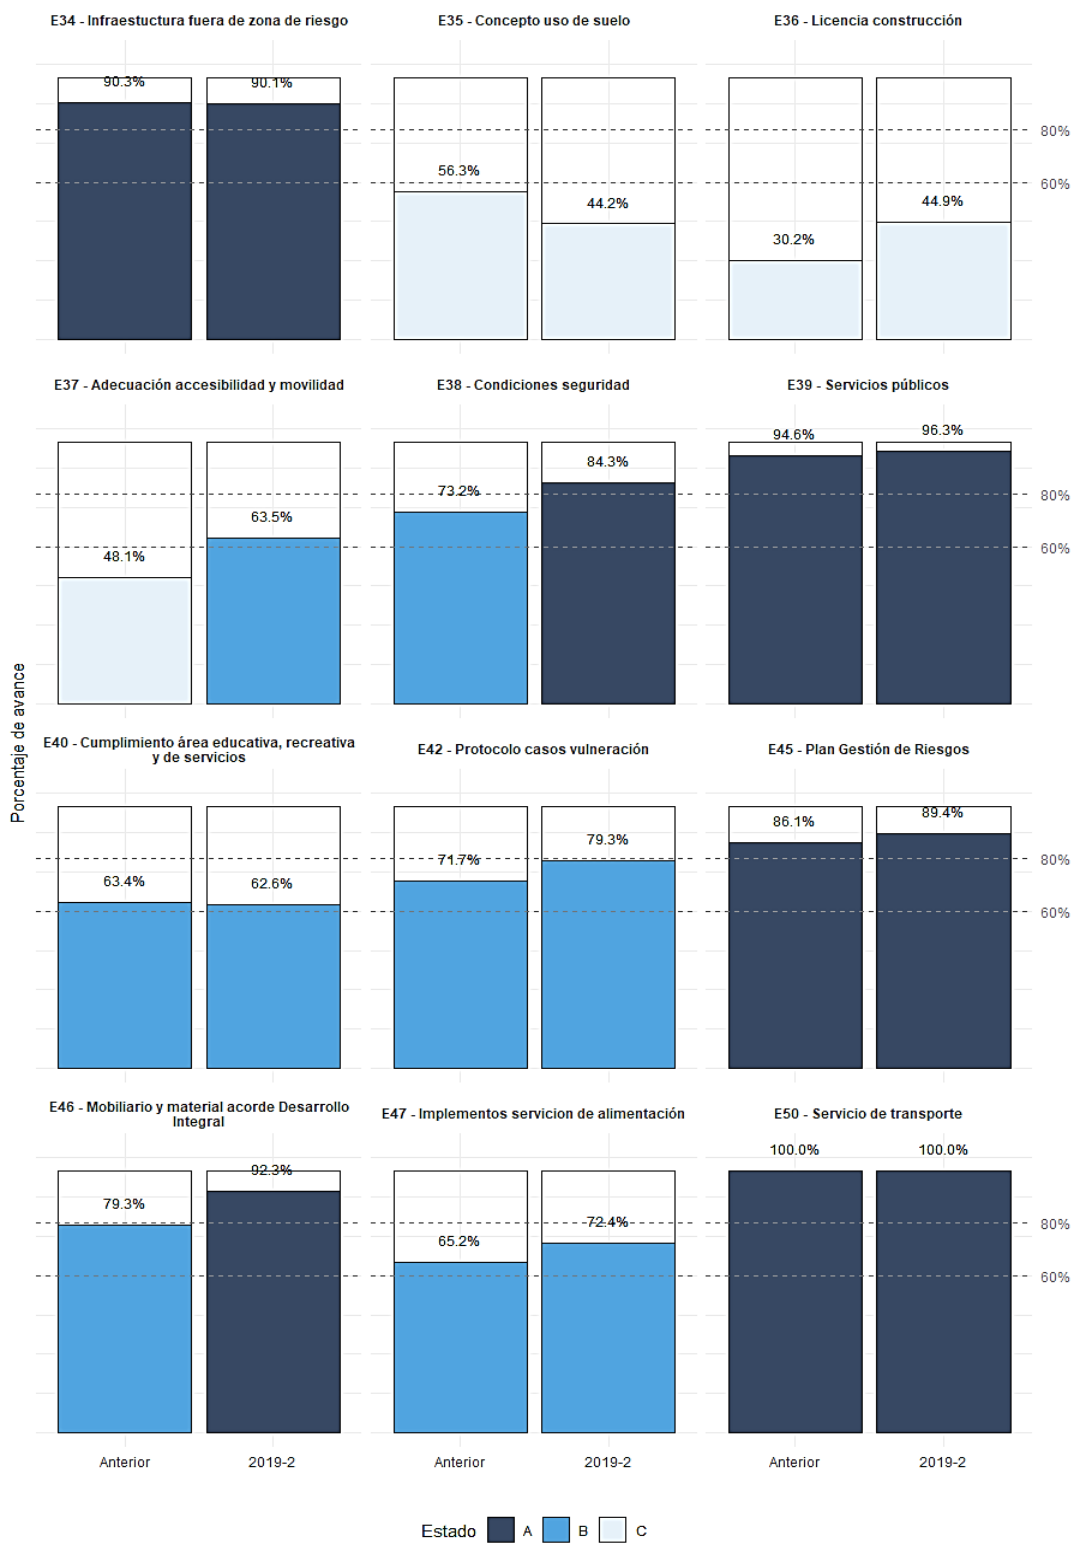 E34 - Infraestuctura fuera de zona de riesgo
E35 - Concepto uso de suelo
E36 - Licencia construcción
90.3%
90.1%
56.3%
44.2%
30.2%
44.9%
80%
60%
E37 - Adecuación accesibilidad y movilidad
E38 - Condiciones seguridad
E39 - Servicios públicos
48.1%
63.5%
73.2%
84.3%
94.6%
96.3%
80%
60%
Porcentaje de avance
E40 - Cumplimiento área educativa, recreativa
y de servicios
E42 - Protocolo casos vulneración
E45 - Plan Gestión de Riesgos
63.4%
62.6%
71.7%
79.3%
86.1%
89.4%
80%
60%
E46 - Mobiliario y material acorde Desarrollo
Integral
E47 - Implementos servicion de alimentación
E50 - Servicio de transporte
79.3%
92.3%
65.2%
72.4%
100.0%
100.0%
80%
60%
Anterior
2019-2
Anterior
2019-2
Anterior
2019-2
Estado A B C